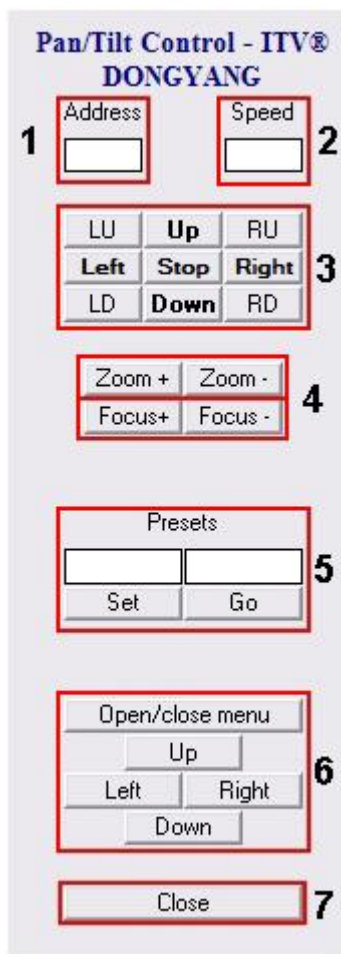 Pan/Tilt Control - ITV®
DONGYANG
Address Speed
1 2
LU Up RU
Left Stop Right 3
LD Down RD
Zoom + Zoom -
4
Focus+ Focus -
Presets
5
Set Go
Open/close menu
Up
6
Left Right
Down
Close 7